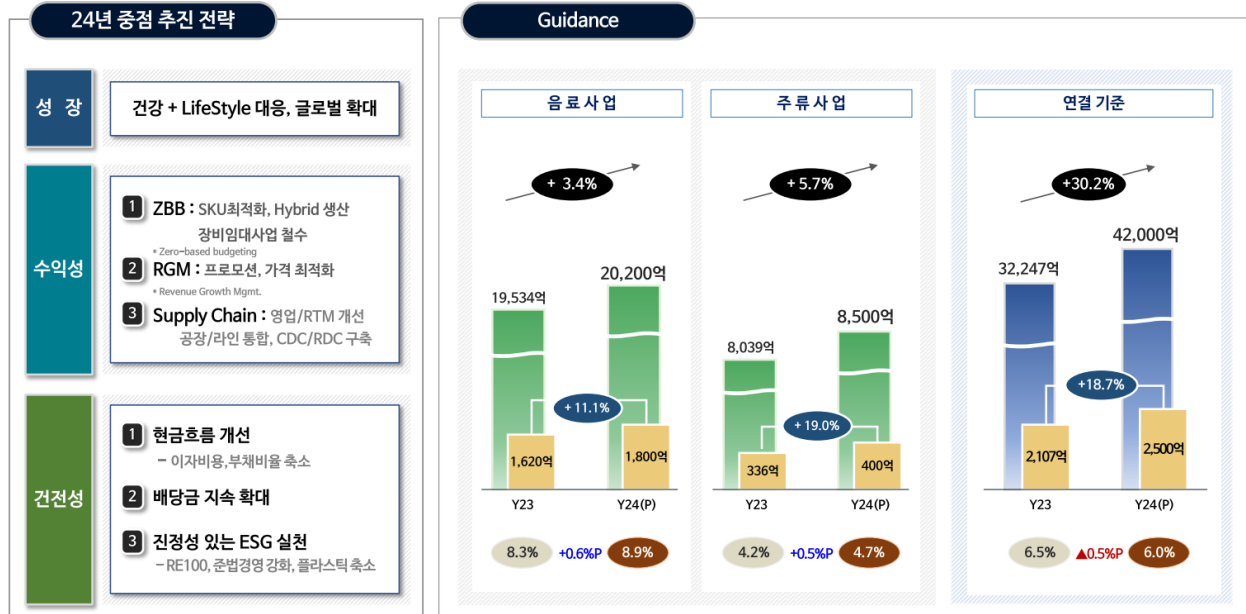 24년 중점 추진 전략
성 장
건강 + LifeStyle 대응, 글로벌 확대
수익성
1 ZBB : SKU최적화, Hybrid 생산
장비임대사업 철수
* Zero-based budgeting
2 RGM : 프로모션, 가격 최적화
* Revenue Growth Mgmt.
3 Supply Chain : 영업/RTM 개선
공장/라인 통합, CDC/RDC 구축
건전성
1 현금흐름 개선
– 이자비용,부채비율 축소
2 배당금 지속 확대
3 진정성 있는 ESG 실천
– RE100, 준법경영 강화, 플라스틱 축소
Guidance
음료사업
+ 3.4%
19,534억
20,200억
+ 11.1%
1,620억
1,800억
Y23
Y24(P)
8.3%
+0.6%P
8.9%
주류사업
+ 5.7%
8,039억
8,500억
+ 19.0%
336억
400억
Y23
Y24(P)
4.2%
+0.5%P
4.7%
연결 기준
+30.2%
32,247억
42,000억
+18.7%
2,107억
2,500억
Y23
Y24(P)
6.5%
▲0.5%P
6.0%